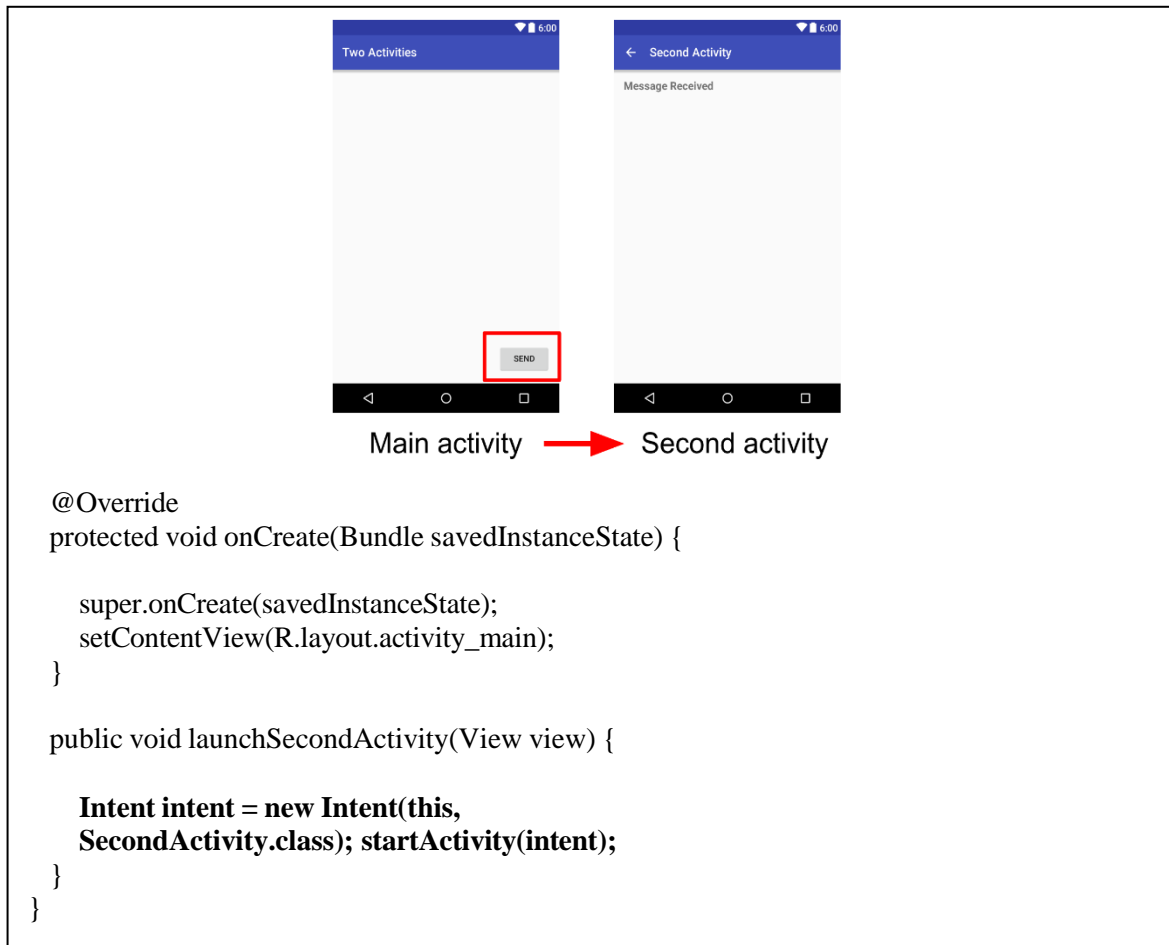 6:00
Two Activities
SEND
6:00
Second Activity
Message Received
Main activity
Second activity
@Override
protected void onCreate(Bundle savedInstanceState) {
super.onCreate(savedInstanceState);
setContentView(R.layout.activity_main);
}
public void launchSecondActivity(View view) {
Intent intent = new Intent(this,
SecondActivity.class); startActivity(intent);
}
}